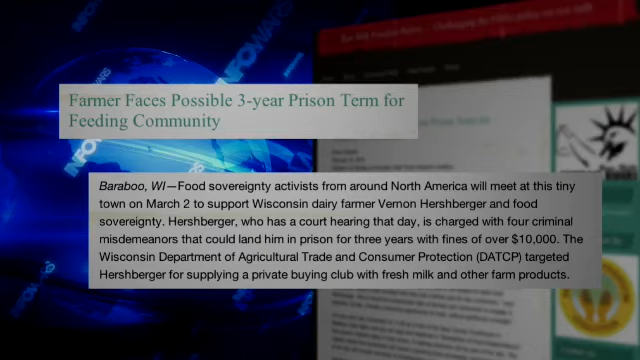 INFOWARS
Farmer Faces Possible 3-year Prison Term for
Feeding Community
Baraboo, WI—Food sovereignty activists from around North America will meet at this tiny
town on March 2 to support Wisconsin dairy farmer Vernon Hershberger and food
sovereignty. Hershberger, who has a court hearing that day, is charged with four criminal
misdemeanors that could land him in prison for three years with fines of over $10,000. The
Wisconsin Department of Agricultural Trade and Consumer Protection (DATCP) targeted
Hershberger for supplying a private buying club with fresh milk and other farm products.